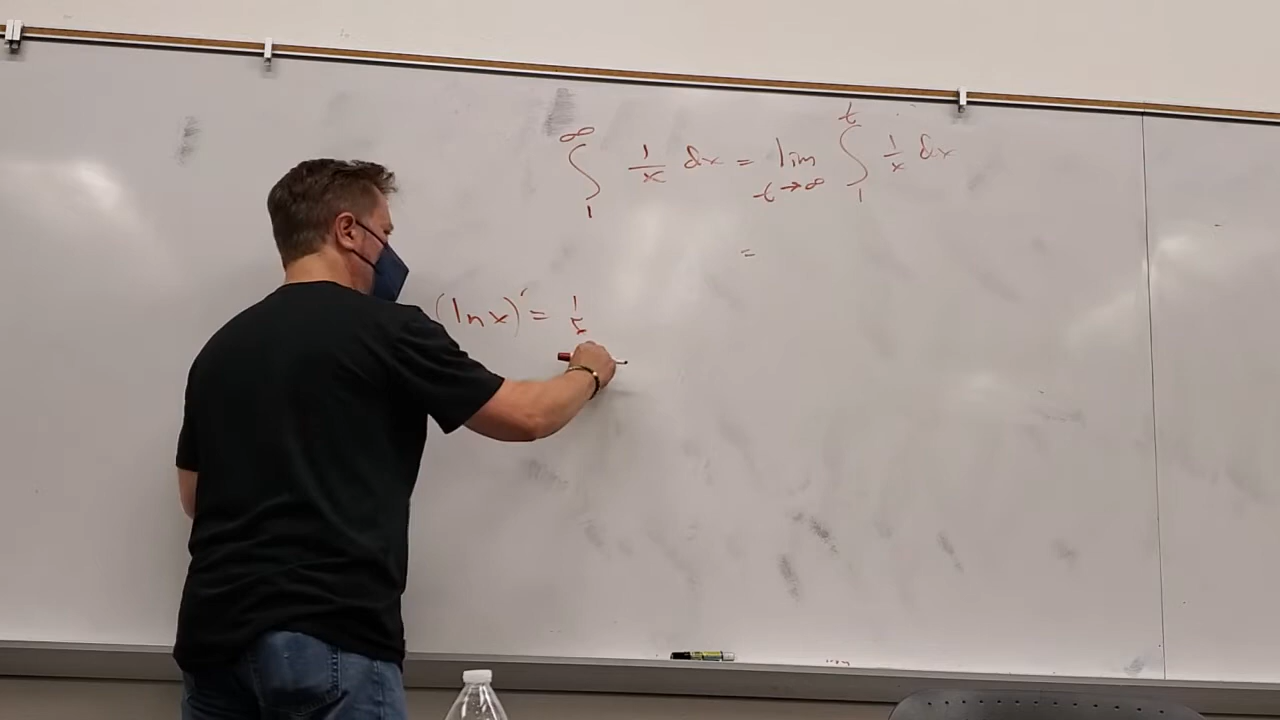 ∫₁^∞ 1/x dx = lim_{t→∞} ∫₁^t 1/x dx
=
(ln x)' = 1/x